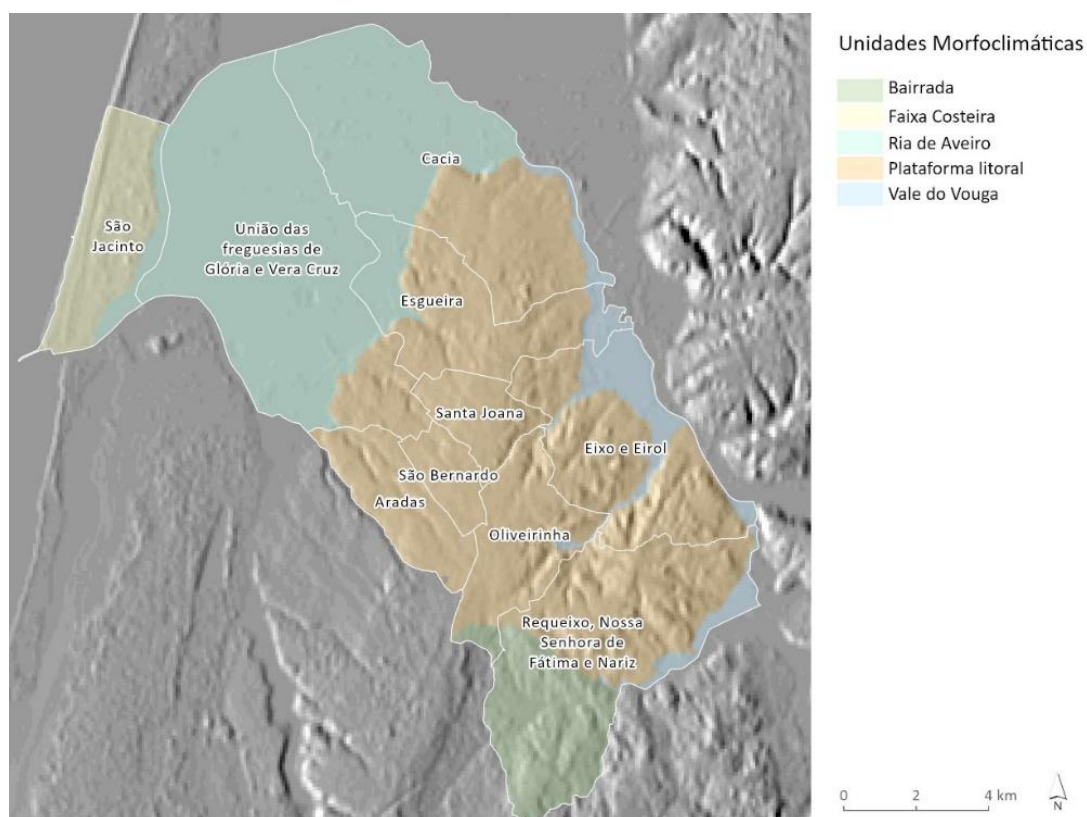 Unidades Morfoclimáticas
Bairrada
Faixa Costeira
Ria de Aveiro
Plataforma litoral
Vale do Vouga
Cacia
São
Jacinto
União das
freguesias de
Glória e Vera Cruz
Esgueira
Santa Joana
Eixo e Eirol
São Bernardo
Aradas
Oliveirinha
Requeixo, Nossa
Senhora de
Fátima e Nariz
0 2 4 km
N